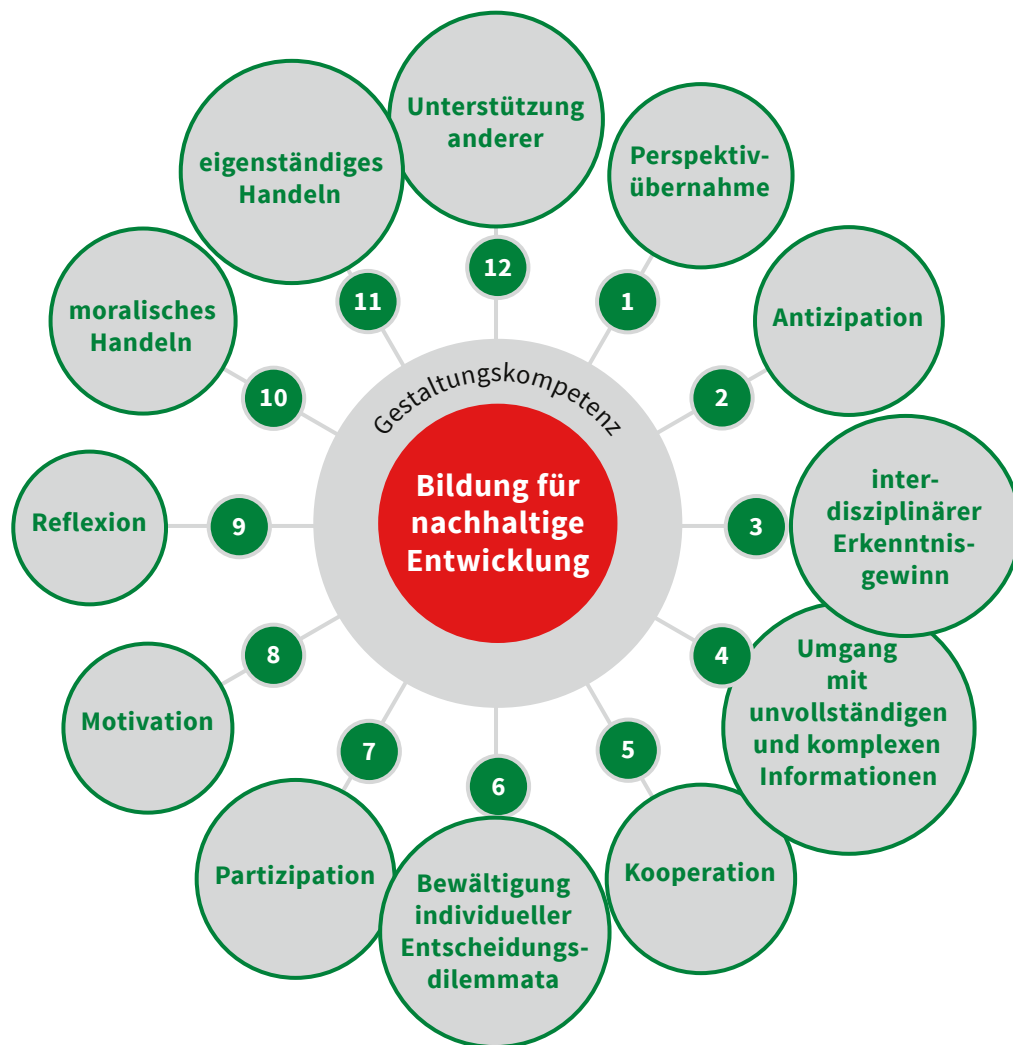 Gestaltungskompetenz
Bildung für
nachhaltige
Entwicklung
1
Perspektiv-
übernahme
2
Antizipation
3
inter-
disziplinärer
Erkenntnis-
gewinn
4
Umgang
mit
unvollständigen
und komplexen
Informationen
5
Kooperation
6
Bewältigung
individueller
Entscheidungs-
dilemmata
7
Partizipation
8
Motivation
9
Reflexion
10
moralisches
Handeln
11
eigenständiges
Handeln
12
Unterstützung
anderer